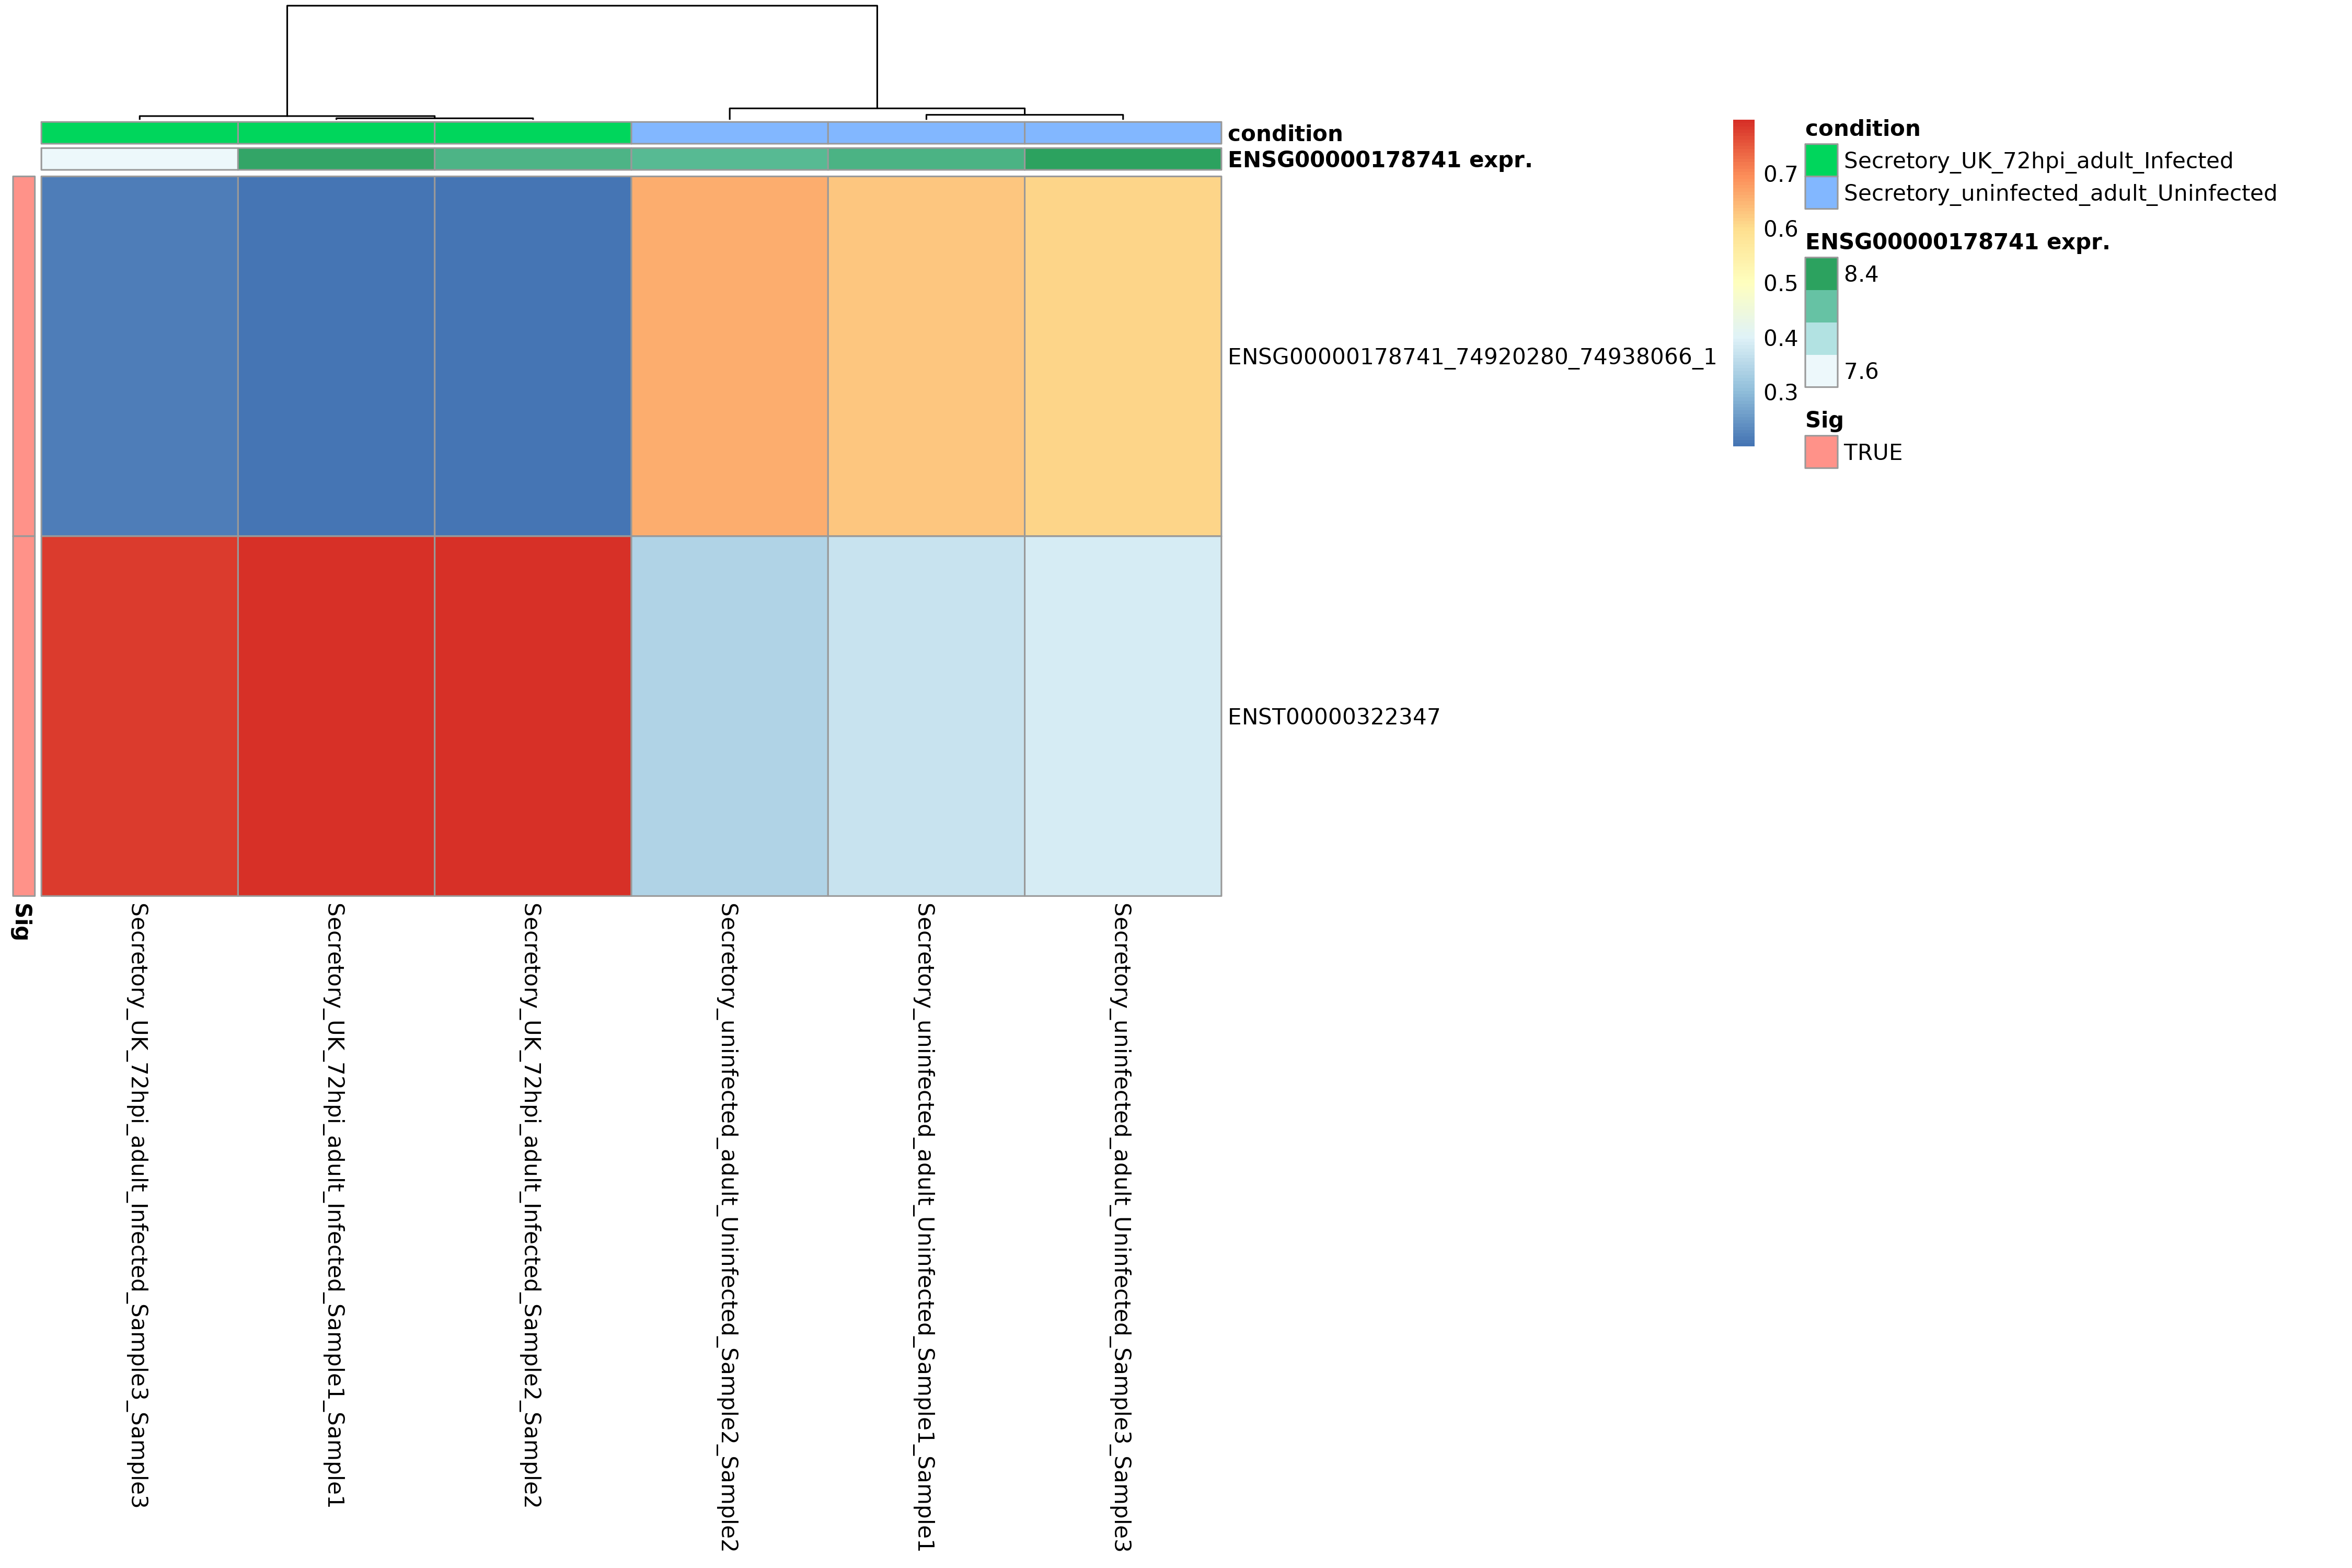 condition
ENSG00000178741 expr.
ENSG00000178741_74920280_74938066_1
ENST00000322347
0.7
0.6
0.5
0.4
0.3
condition
Secretory_UK_72hpi_adult_Infected
Secretory_uninfected_adult_Uninfected
ENSG00000178741 expr.
8.4
7.6
Sig
TRUE
Sig
Secretory_UK_72hpi_adult_Infected_Sample3_Sample3
Secretory_UK_72hpi_adult_Infected_Sample1_Sample1
Secretory_UK_72hpi_adult_Infected_Sample2_Sample2
Secretory_uninfected_adult_Uninfected_Sample2_Sample2
Secretory_uninfected_adult_Uninfected_Sample1_Sample1
Secretory_uninfected_adult_Uninfected_Sample3_Sample3